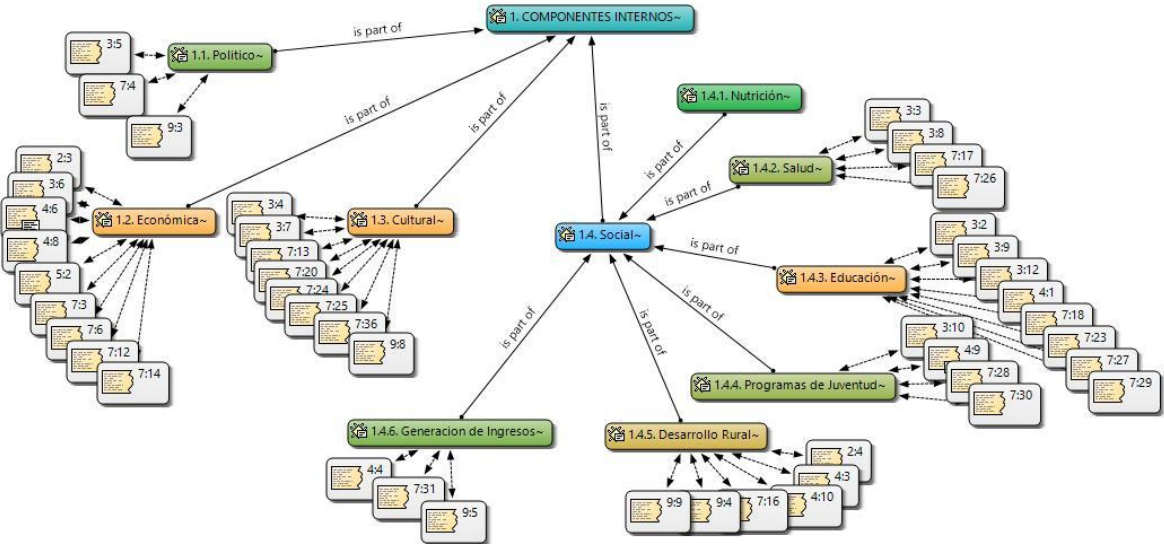 1. COMPONENTES INTERNOS~
is part of
1.1. Politico~
3:5
7:4
9:3
is part of
1.2. Económica~
2:3
3:6
4:6
4:8
5:2
7:3
7:6
7:12
7:14
is part of
1.3. Cultural~
3:4
3:7
7:13
7:20
7:24
7:25
7:36
9:8
is part of
1.4. Social~
is part of
1.4.1. Nutrición~
is part of
1.4.2. Salud~
3:3
3:8
7:17
7:26
is part of
1.4.3. Educación~
3:2
3:9
3:12
4:1
7:18
7:23
7:27
7:29
is part of
1.4.4. Programas de Juventud~
3:10
4:9
7:28
7:30
is part of
1.4.5. Desarrollo Rural~
2:4
4:3
4:10
7:16
9:4
9:9
is part of
1.4.6. Generacion de Ingresos~
4:4
7:31
9:5